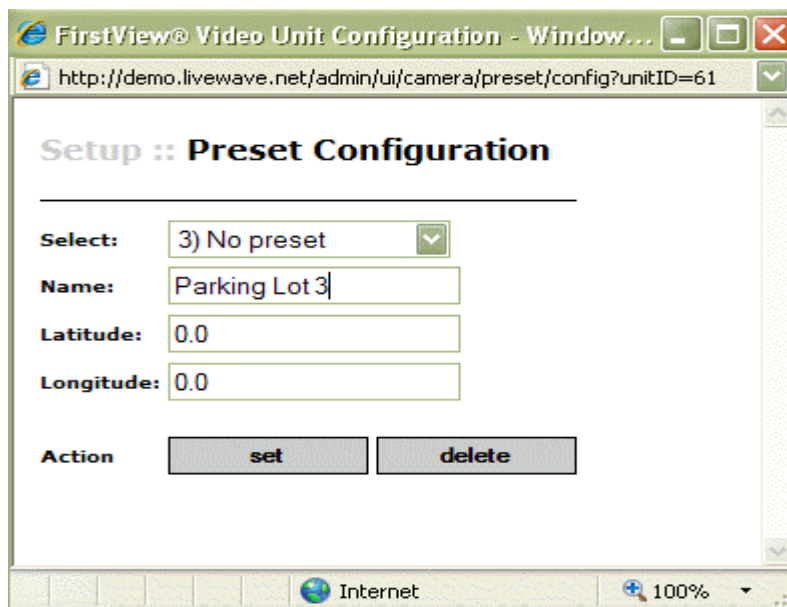 FirstView® Video Unit Configuration - Window...
http://demo.livewave.net/admin/ui/camera/preset/config?unitID=61
Setup :: Preset Configuration
Select: 3) No preset
Name: Parking Lot 3
Latitude: 0.0
Longitude: 0.0
Action set delete
Internet 100%